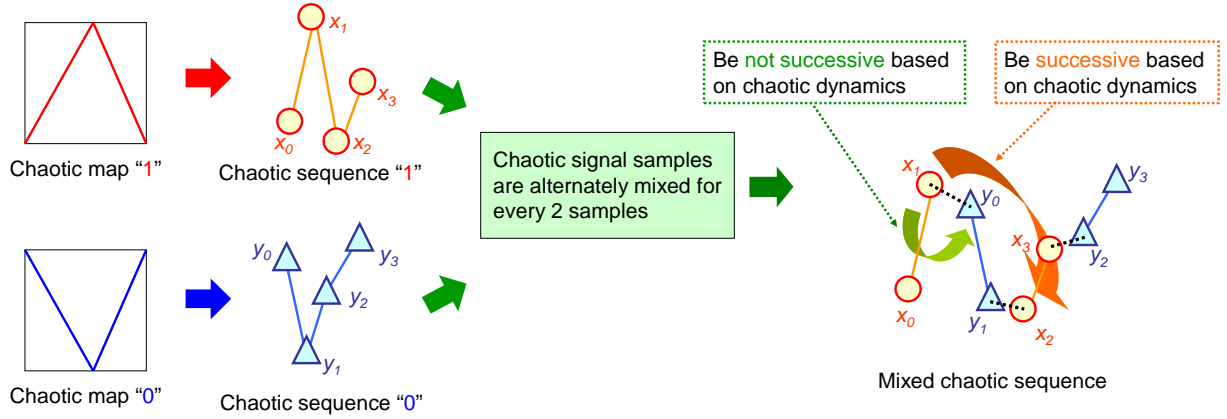 Chaotic map “1”
x0
x1
x2
x3
Chaotic sequence “1”
Chaotic map “0”
y0
y1
y2
y3
Chaotic sequence “0”
Chaotic signal samples
are alternately mixed for
every 2 samples
Be not successive based
on chaotic dynamics
Be successive based
on chaotic dynamics
x0
x1
y0
y1
x2
x3
y2
y3
Mixed chaotic sequence